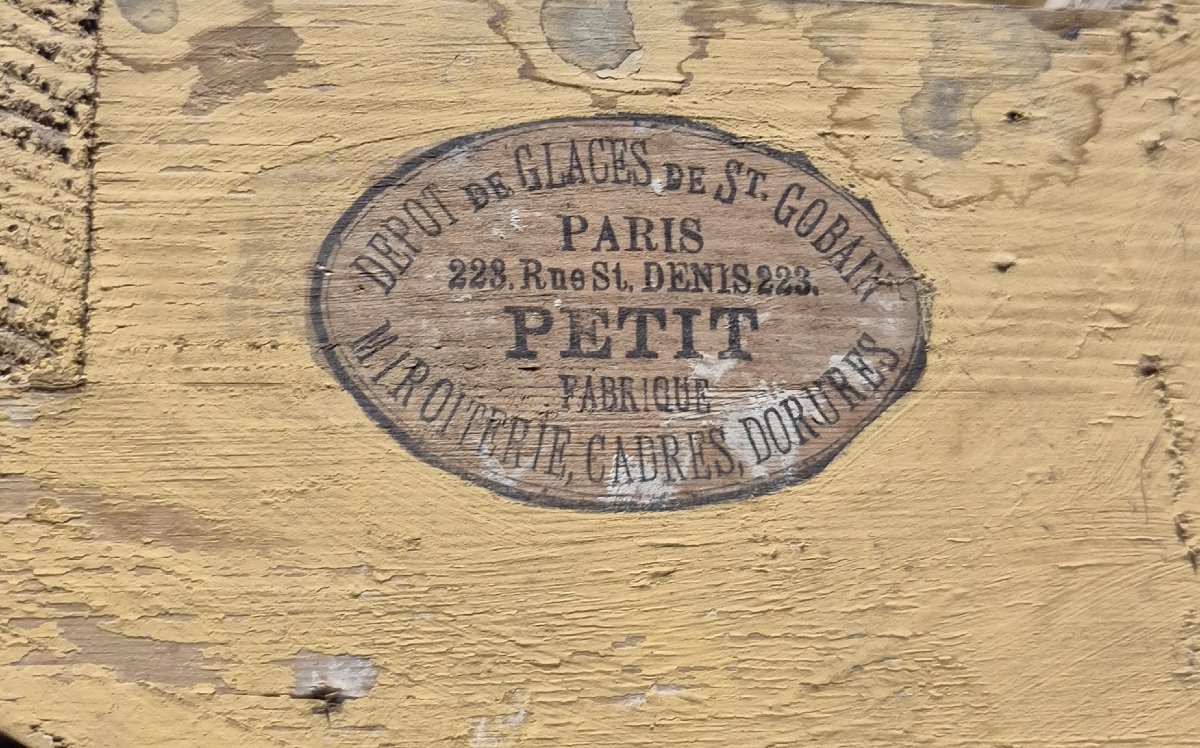 DEPOT DE GLACES DE ST. GOBAIN
PARIS
223. Rue St. DENIS 223.
PETIT
FABRIQUE
MIROITERIE, CADRES, DORURES